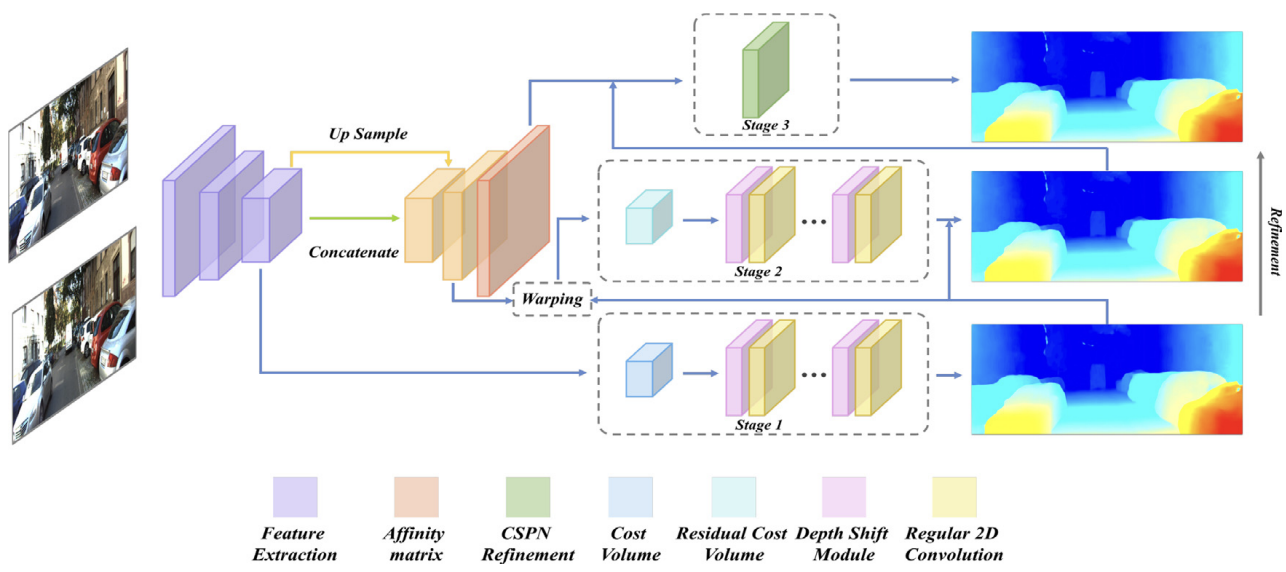 Up Sample
Concatenate
Warping
Stage 3
Stage 2
Stage 1
Refinement
Feature
Extraction
Affinity
matrix
CSPN
Refinement
Cost
Volume
Residual Cost
Volume
Depth Shift
Module
Regular 2D
Convolution